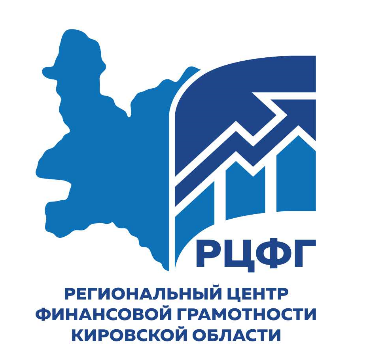 РЦФГ
РЕГИОНАЛЬНЫЙ ЦЕНТР
ФИНАНСОВОЙ ГРАМОТНОСТИ
КИРОВСКОЙ ОБЛАСТИ